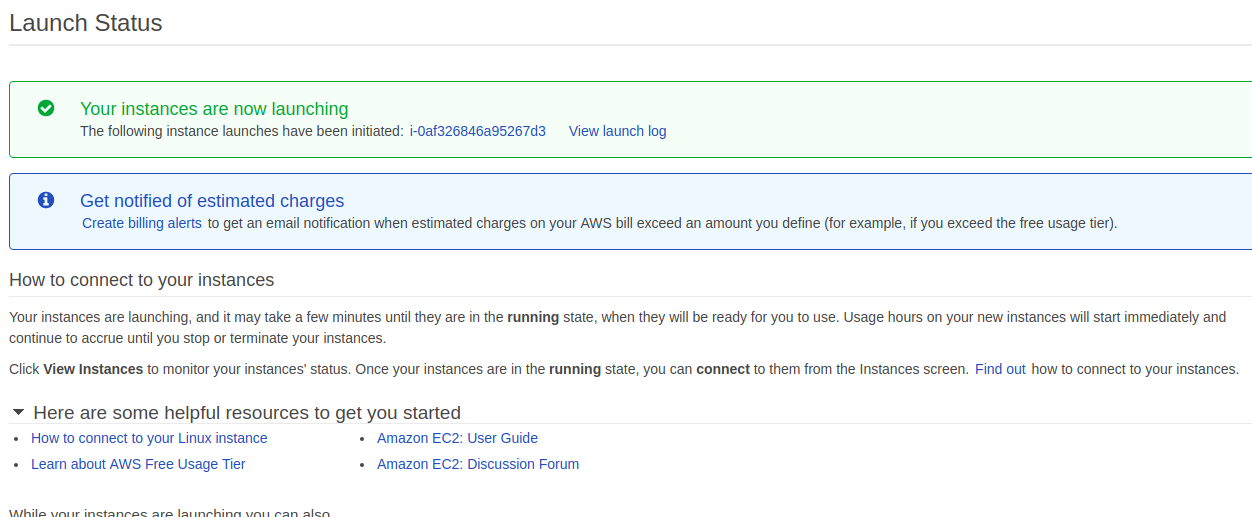 Launch Status
Your instances are now launching
The following instance launches have been initiated: i-0af326846a95267d3 View launch log
Get notified of estimated charges
Create billing alerts to get an email notification when estimated charges on your AWS bill exceed an amount you define (for example, if you exceed the free usage tier).
How to connect to your instances
Your instances are launching, and it may take a few minutes until they are in the running state, when they will be ready for you to use. Usage hours on your new instances will start immediately and
continue to accrue until you stop or terminate your instances.
Click View Instances to monitor your instances' status. Once your instances are in the running state, you can connect to them from the Instances screen. Find out how to connect to your instances.
Here are some helpful resources to get you started
How to connect to your Linux instance
Amazon EC2: User Guide
Learn about AWS Free Usage Tier
Amazon EC2: Discussion Forum
While your instances are launching you can also